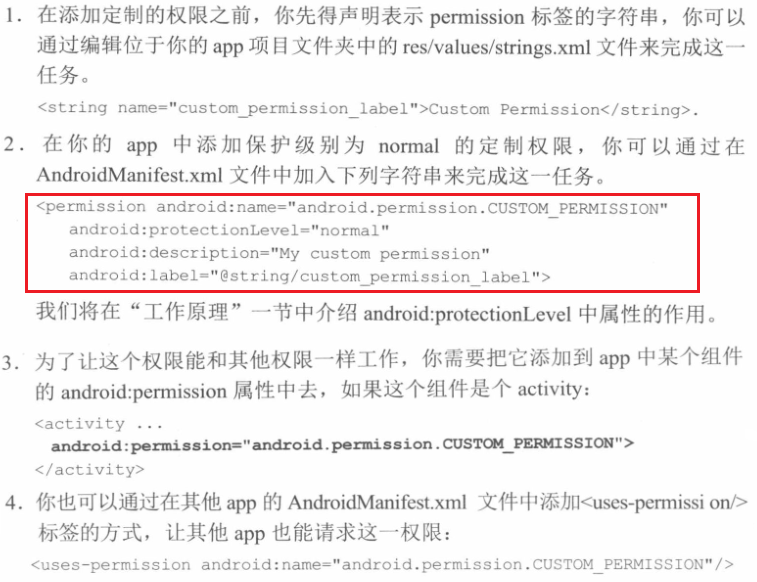 1. 在添加定制的权限之前，你先得声明表示 permission 标签的字符串，你可以
通过编辑位于你的 app 项目文件夹中的 res/values/strings.xml 文件来完成这一
任务。
<string name="custom_permission_label">Custom Permission</string>.
2. 在你的 app 中添加保护级别为 normal 的定制权限，你可以通过在
AndroidManifest.xml 文件中加入下列字符串来完成这一任务。
<permission android:name="android.permission.CUSTOM_PERMISSION"
android:protectionLevel="normal"
android:description="My custom permission"
android:label="@string/custom_permission_label">
我们将在“工作原理”一节中介绍 android:protectionLevel 中属性的作用。
3. 为了让这个权限能和其他权限一样工作，你需要把它添加到 app 中某个组件
的 android:permission 属性中去，如果这个组件是个 activity：
<activity ...
android:permission="android.permission.CUSTOM_PERMISSION">
</activity>
4. 你也可以通过在其他 app 的 AndroidManifest.xml 文件中添加<uses-permissi on/>
标签的方式，让其他 app 也能请求这一权限：
<uses-permission android:name="android.permission.CUSTOM_PERMISSION"/>